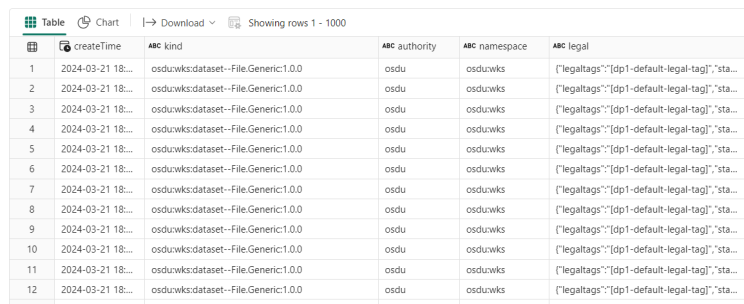 Table Chart Download Showing rows 1 - 1000
createTime ABC kind ABC authority ABC namespace ABC legal
1 2024-03-21 18:... osdu:wks:dataset--File.Generic:1.0.0 osdu osdu:wks {"legaltags":"[dp1-default-legal-tag]","sta...
2 2024-03-21 18:... osdu:wks:dataset--File.Generic:1.0.0 osdu osdu:wks {"legaltags":"[dp1-default-legal-tag]","sta...
3 2024-03-21 18:... osdu:wks:dataset--File.Generic:1.0.0 osdu osdu:wks {"legaltags":"[dp1-default-legal-tag]","sta...
4 2024-03-21 18:... osdu:wks:dataset--File.Generic:1.0.0 osdu osdu:wks {"legaltags":"[dp1-default-legal-tag]","sta...
5 2024-03-21 18:... osdu:wks:dataset--File.Generic:1.0.0 osdu osdu:wks {"legaltags":"[dp1-default-legal-tag]","sta...
6 2024-03-21 18:... osdu:wks:dataset--File.Generic:1.0.0 osdu osdu:wks {"legaltags":"[dp1-default-legal-tag]","sta...
7 2024-03-21 18:... osdu:wks:dataset--File.Generic:1.0.0 osdu osdu:wks {"legaltags":"[dp1-default-legal-tag]","sta...
8 2024-03-21 18:... osdu:wks:dataset--File.Generic:1.0.0 osdu osdu:wks {"legaltags":"[dp1-default-legal-tag]","sta...
9 2024-03-21 18:... osdu:wks:dataset--File.Generic:1.0.0 osdu osdu:wks {"legaltags":"[dp1-default-legal-tag]","sta...
10 2024-03-21 18:... osdu:wks:dataset--File.Generic:1.0.0 osdu osdu:wks {"legaltags":"[dp1-default-legal-tag]","sta...
11 2024-03-21 18:... osdu:wks:dataset--File.Generic:1.0.0 osdu osdu:wks {"legaltags":"[dp1-default-legal-tag]","sta...
12 2024-03-21 18:... osdu:wks:dataset--File.Generic:1.0.0 osdu osdu:wks {"legaltags":"[dp1-default-legal-tag]","sta...